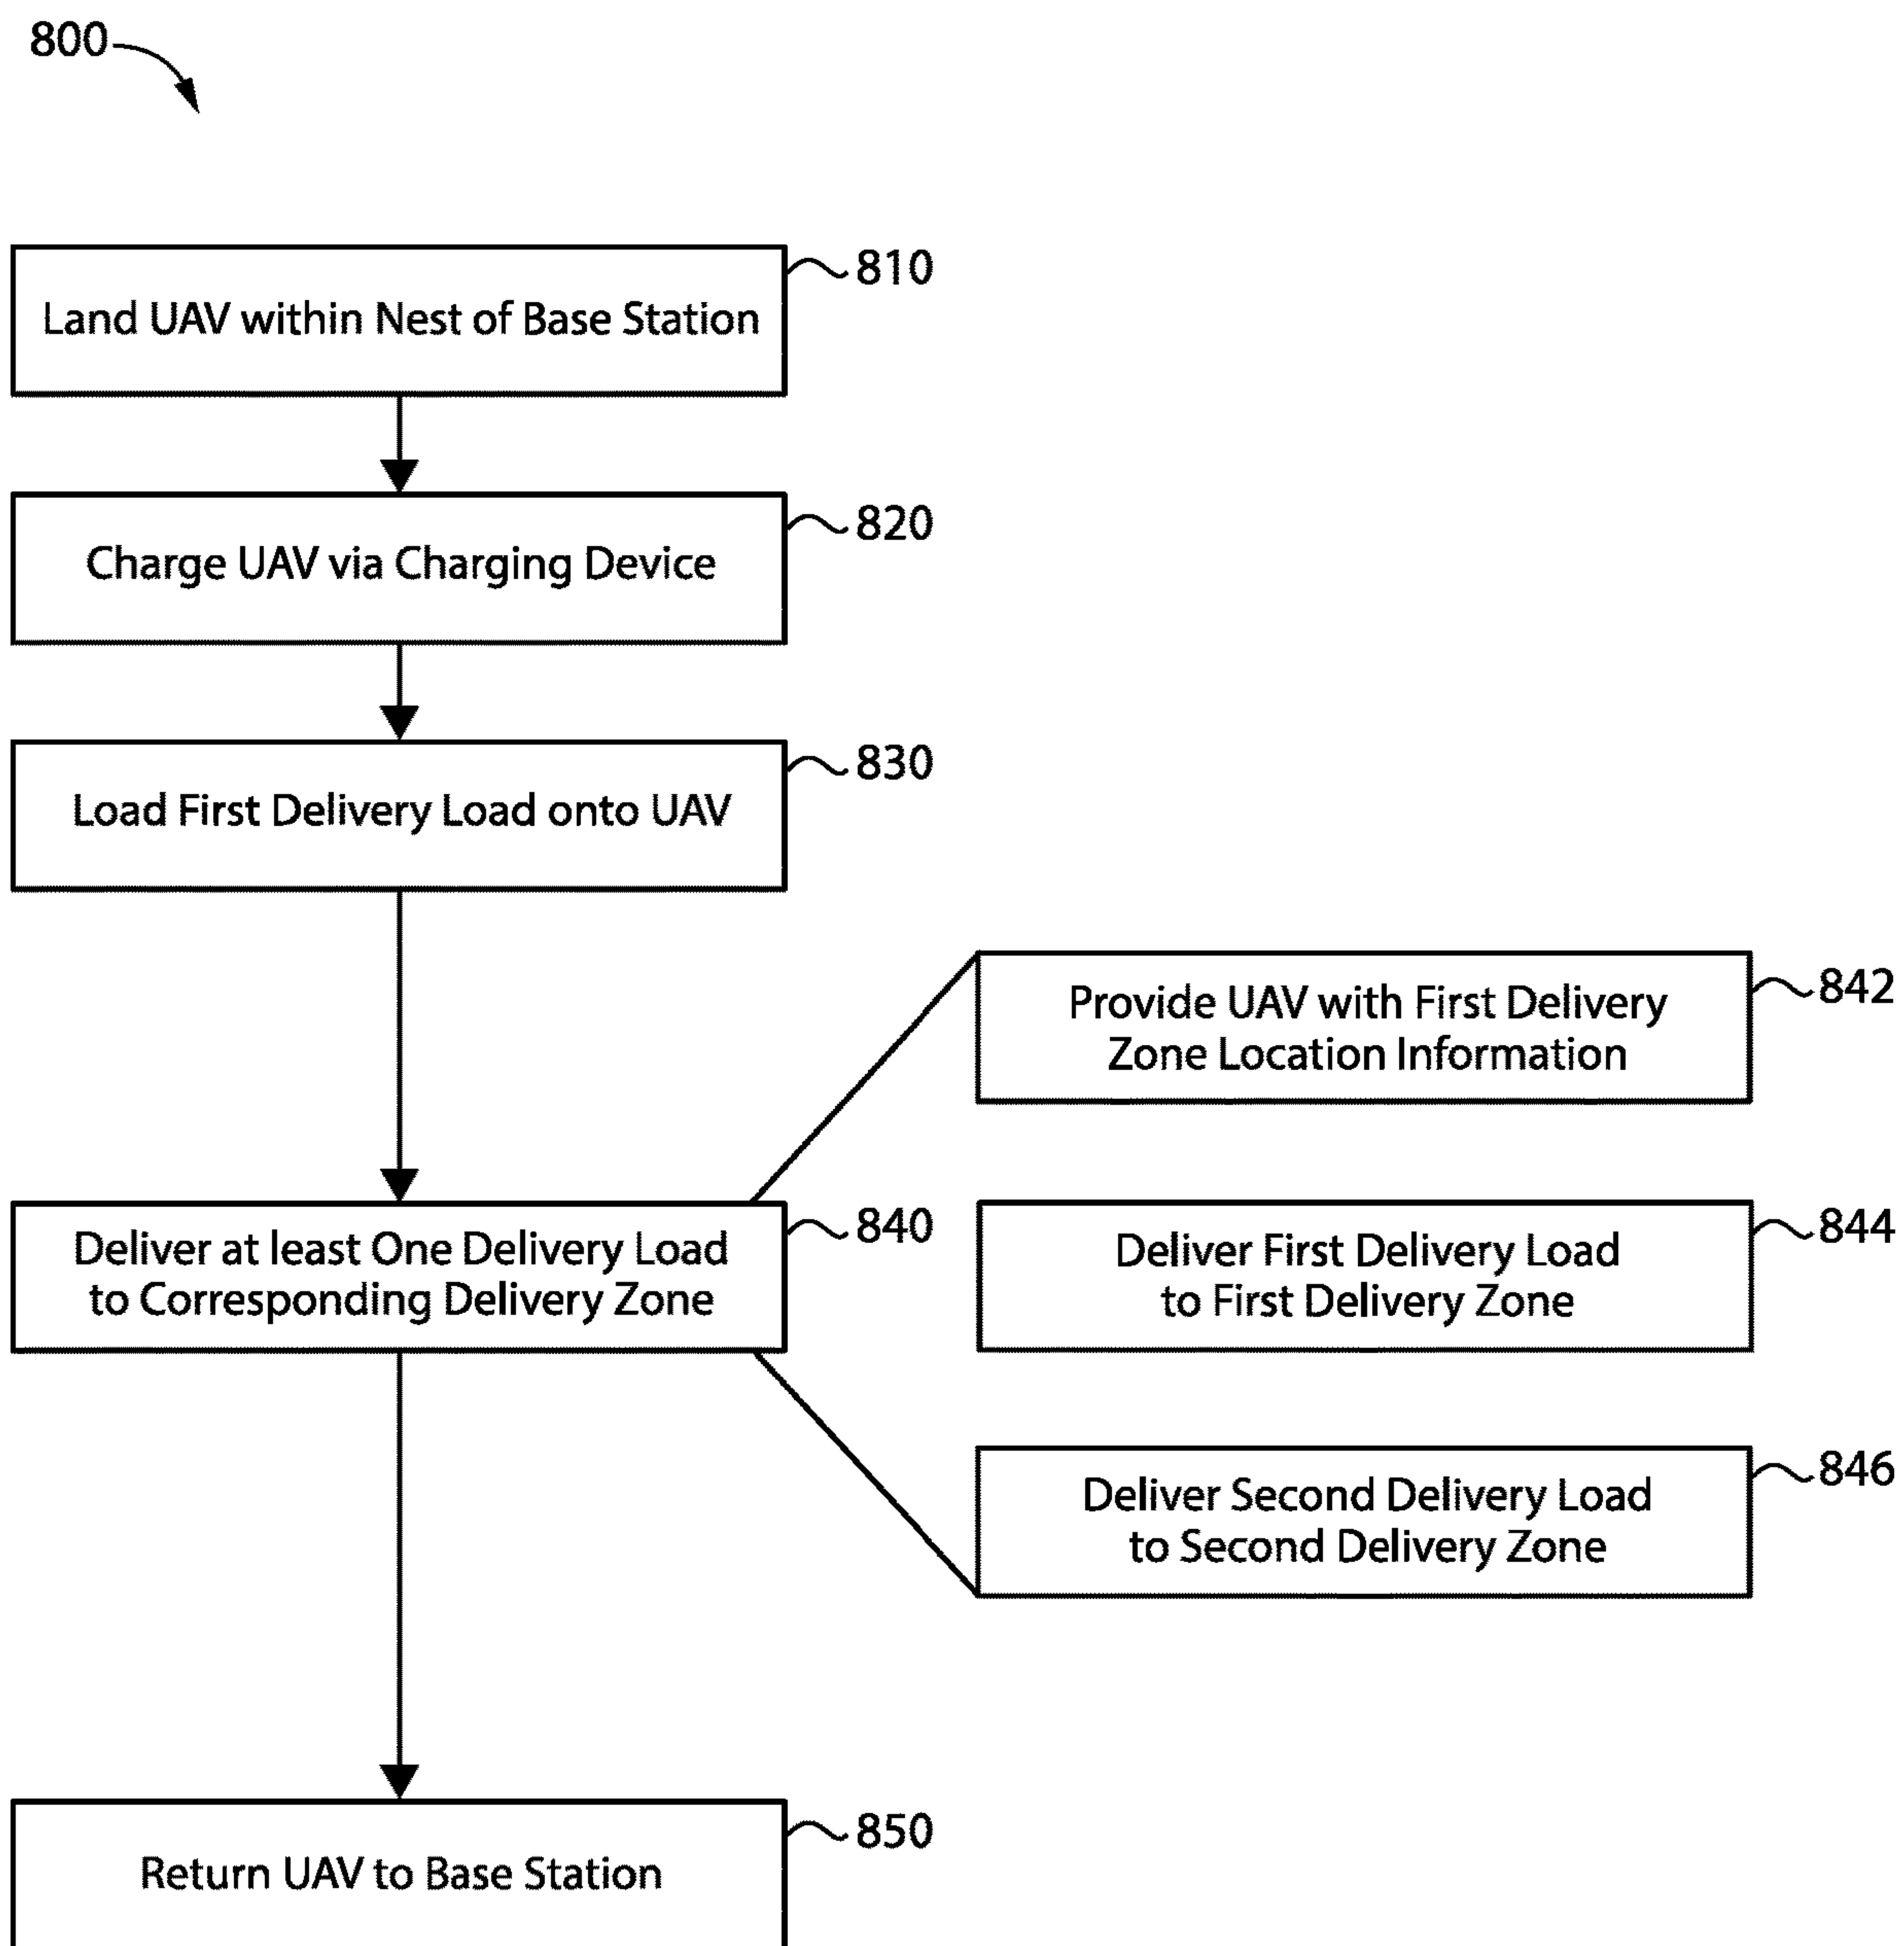 800
810
Land UAV within Nest of Base Station
820
Charge UAV via Charging Device
830
Load First Delivery Load onto UAV
840
Deliver at least One Delivery Load
to Corresponding Delivery Zone
842
Provide UAV with First Delivery
Zone Location Information
844
Deliver First Delivery Load
to First Delivery Zone
846
Deliver Second Delivery Load
to Second Delivery Zone
850
Return UAV to Base Station